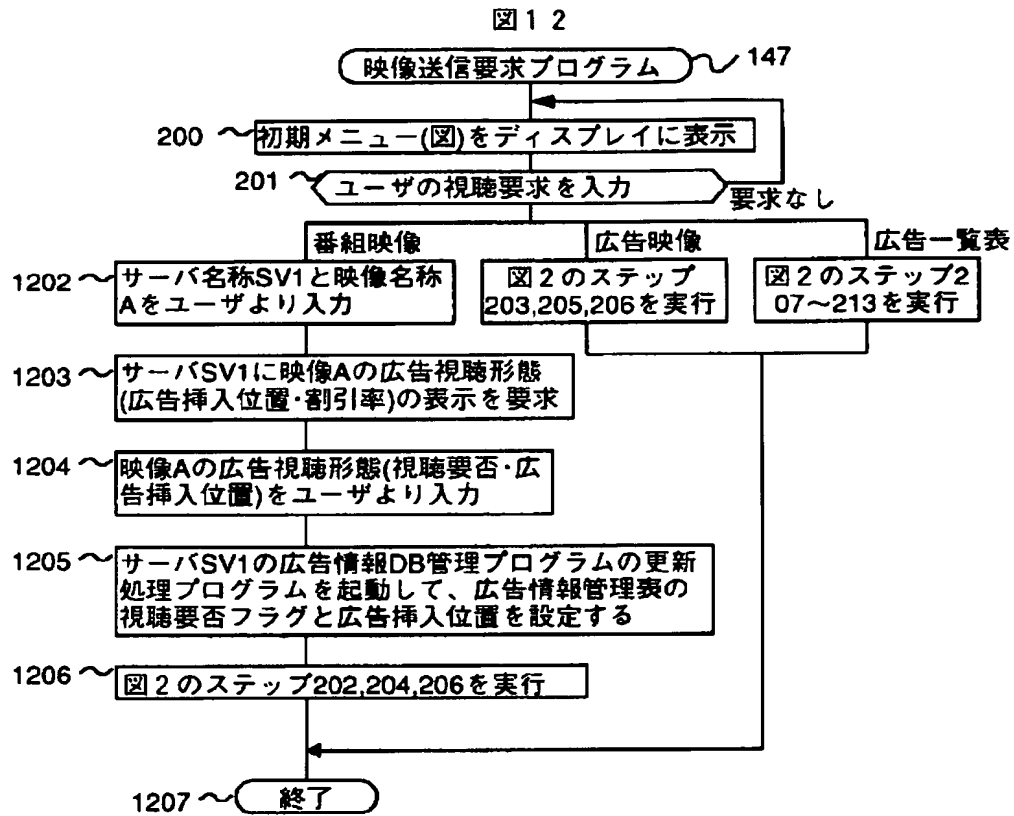 図12
映像送信要求プログラム
147
200
初期メニュー(図)をディスプレイに表示
201
ユーザの視聴要求を入力
要求なし
番組映像
広告映像
広告一覧表
1202
サーバ名称SV1と映像名称
Aをユーザより入力
図2のステップ
203,205,206を実行
図2のステップ2
07～213を実行
1203
サーバSV1に映像Aの広告視聴形態
(広告挿入位置・割引率)の表示を要求
1204
映像Aの広告視聴形態(視聴要否・広
告挿入位置)をユーザより入力
1205
サーバSV1の広告情報DB管理プログラムの更新
処理プログラムを起動して、広告情報管理表の
視聴要否フラグと広告挿入位置を設定する
1206
図2のステップ202,204,206を実行
1207
終了